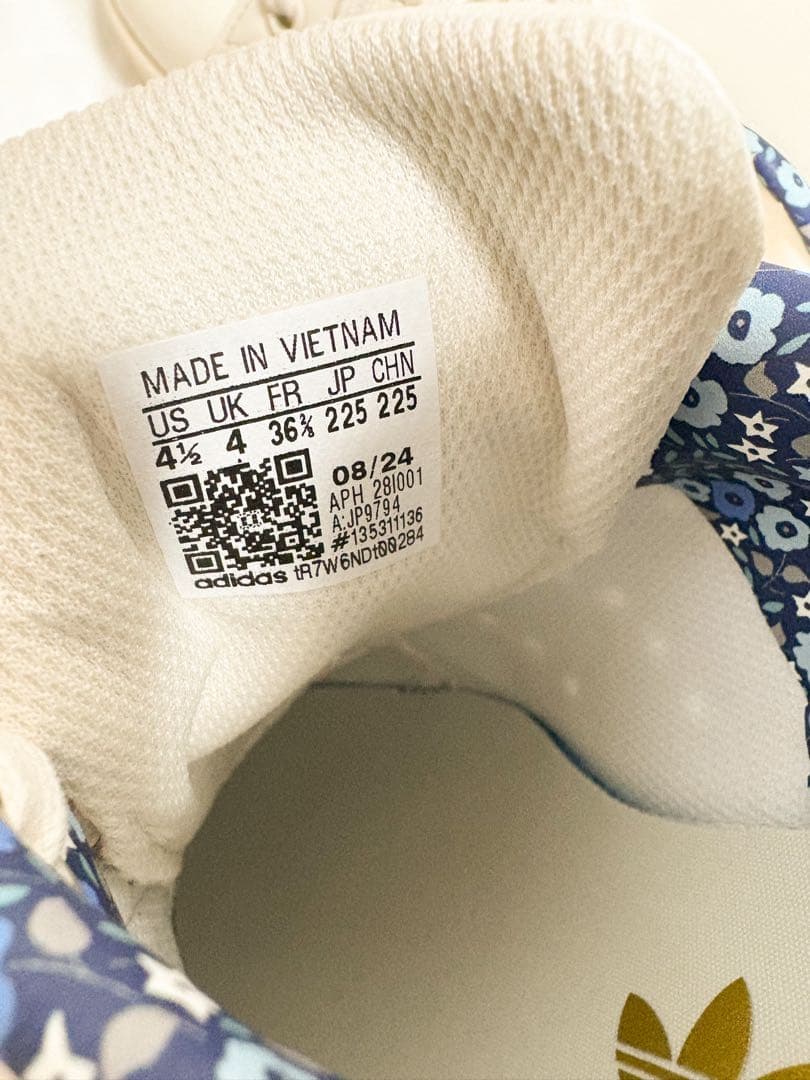 MADE IN VIETNAM
US UK FR JP CHN
4½ 4 36⅔ 225 225
08/24
APH 28I001
A:JP9794
#135311136
adidas tR7W6NDt00284